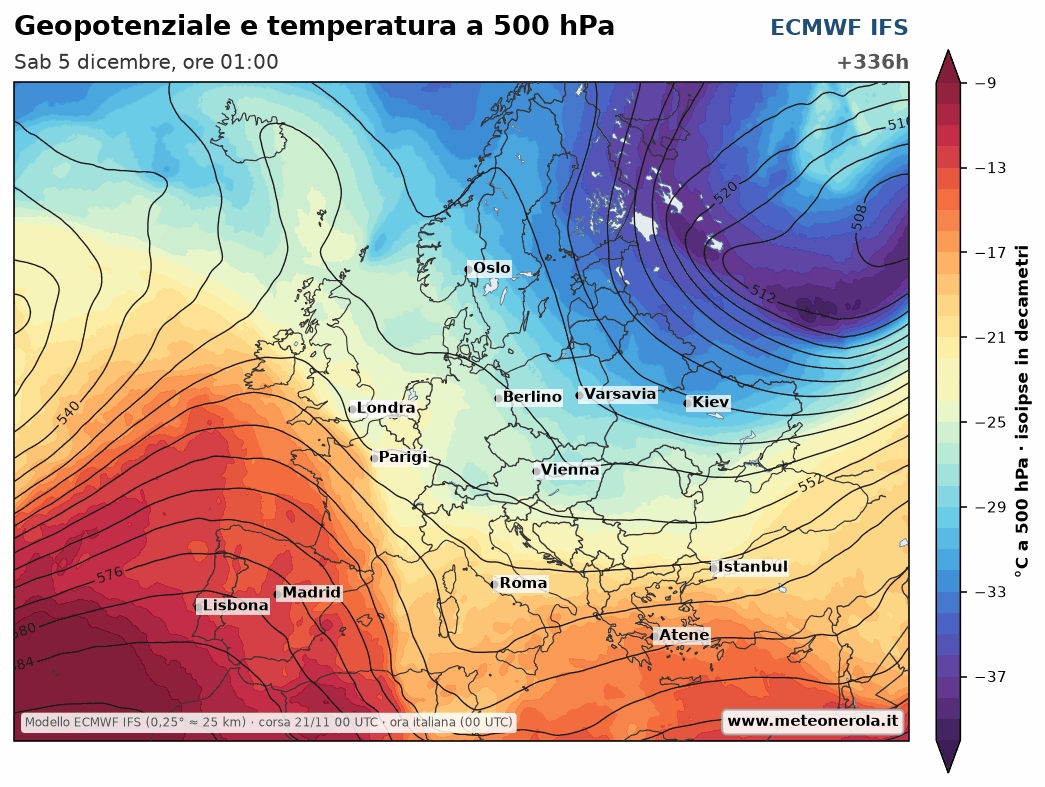 Geopotenziale e temperatura a 500 hPa
ECMWF IFS
Sab 5 dicembre, ore 01:00
+336h
516
520
508
512
Oslo
540
Londra
Berlino
Varsavia
Kiev
Parigi
Vienna
552
576
Lisbona
Madrid
Roma
Istanbul
Atene
580
584
Modello ECMWF IFS (0,25° ≈ 25 km) · corsa 21/11 00 UTC · ora italiana (00 UTC)
www.meteonerola.it
−9
−13
−17
−21
−25
−29
−33
−37
°C a 500 hPa · isoipse in decametri